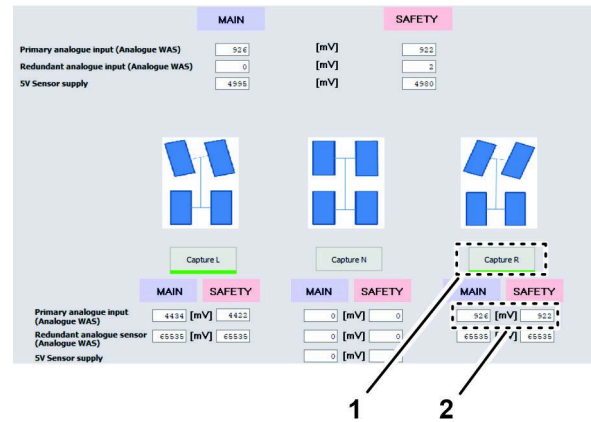 MAIN SAFETY
Primary analogue input (Analogue WAS) 926 [mV] 922
Redundant analogue input (Analogue WAS) 0 [mV] 2
5V Sensor supply 4995 4980
Capture L Capture N Capture R
MAIN SAFETY MAIN SAFETY MAIN SAFETY
Primary analogue input
(Analogue WAS) 4434 [mV] 4422 0 [mV] 0 926 [mV] 922
Redundant analogue sensor
(Analogue WAS) 65535 [mV] 65535 0 [mV] 0 65535 V] 65535
5V Sensor supply 0 [mV]
1 2